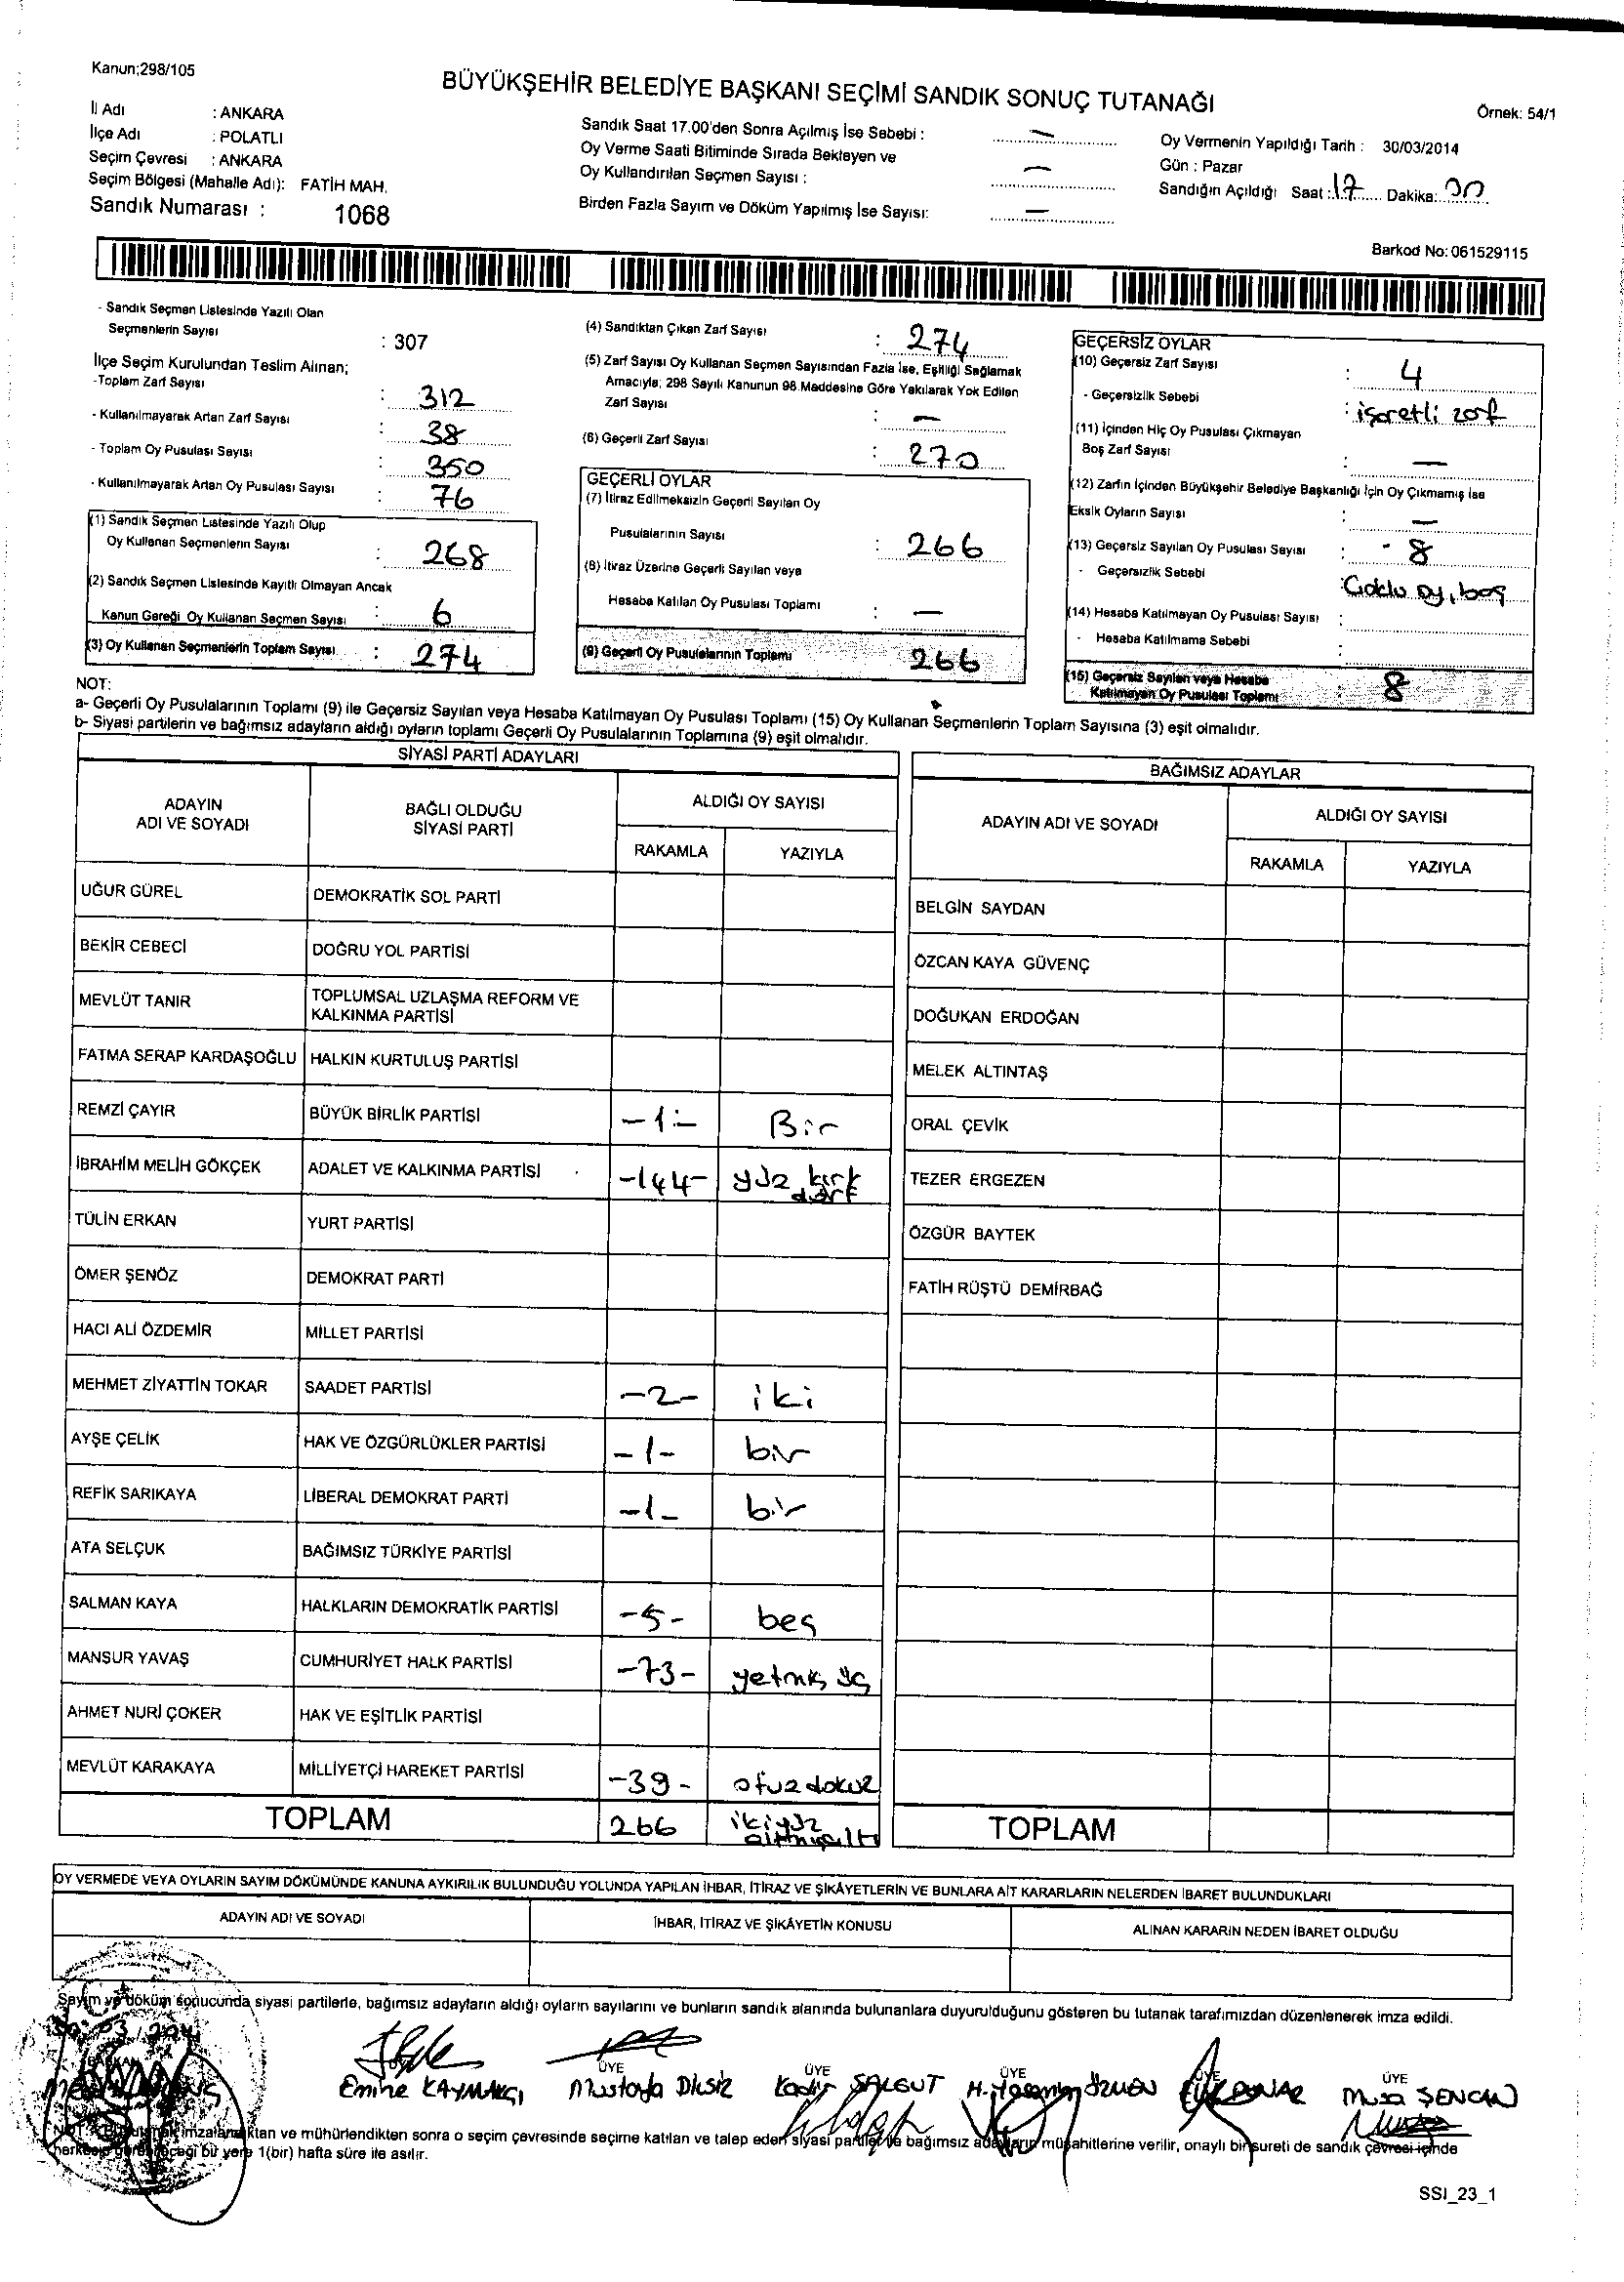 Kanun;298/105
BÜYÜKŞEHİR BELEDİYE BAŞKANI SEÇİMİ SANDIK SONUÇ TUTANAĞI
Örnek: 54/1
İl Adı : ANKARA
İlçe Adı : POLATLI
Seçim Çevresi : ANKARA
Seçim Bölgesi (Mahalle Adı): FATİH MAH.
Sandık Numarası : 1068
Sandık Saat 17.00'den Sonra Açılmış İse Sebebi : —
Oy Verme Saati Bitiminde Sırada Bekleyen ve
Oy Kullandırılan Seçmen Sayısı : —
Birden Fazla Sayım ve Döküm Yapılmış İse Sayısı: —
Oy Vermenin Yapıldığı Tarih : 30/03/2014
Gün : Pazar
Sandığın Açıldığı Saat : 17 Dakika: 00
Barkod No: 061529115
- Sandık Seçmen Listesinde Yazılı Olan
Seçmenlerin Sayısı : 307
İlçe Seçim Kurulundan Teslim Alınan;
-Toplam Zarf Sayısı : 312
- Kullanılmayarak Artan Zarf Sayısı : 38
- Toplam Oy Pusulası Sayısı : 350
- Kullanılmayarak Artan Oy Pusulası Sayısı : 76
(1) Sandık Seçmen Listesinde Yazılı Olup
Oy Kullanan Seçmenlerin Sayısı : 268
(2) Sandık Seçmen Listesinde Kayıtlı Olmayan Ancak
Kanun Gereği Oy Kullanan Seçmen Sayısı : 6
(3) Oy Kullanan Seçmenlerin Toplam Sayısı : 274
(4) Sandıktan Çıkan Zarf Sayısı : 274
(5) Zarf Sayısı Oy Kullanan Seçmen Sayısından Fazla İse, Eşitliği Sağlamak
Amacıyla; 298 Sayılı Kanunun 98.Maddesine Göre Yakılarak Yok Edilen
Zarf Sayısı : —
(6) Geçerli Zarf Sayısı : 270
GEÇERLİ OYLAR
(7) İtiraz Edilmeksizin Geçerli Sayılan Oy
Pusulalarının Sayısı : 266
(8) İtiraz Üzerine Geçerli Sayılan veya
Hesaba Katılan Oy Pusulası Toplamı : —
(9) Geçerli Oy Pusulalarının Toplamı 266
GEÇERSİZ OYLAR
(10) Geçersiz Zarf Sayısı : 4
- Geçersizlik Sebebi : işaretli zarf
(11) İçinden Hiç Oy Pusulası Çıkmayan
Boş Zarf Sayısı : —
(12) Zarfın İçinden Büyükşehir Belediye Başkanlığı İçin Oy Çıkmamış İse
Eksik Oyların Sayısı : —
(13) Geçersiz Sayılan Oy Pusulası Sayısı : - 8
- Geçersizlik Sebebi : Çoklu oy, boş
(14) Hesaba Katılmayan Oy Pusulası Sayısı :
- Hesaba Katılmama Sebebi :
(15) Geçersiz Sayılan veya Hesaba
Katılmayan Oy Pusulası Toplamı : 8
NOT:
a- Geçerli Oy Pusulalarının Toplamı (9) ile Geçersiz Sayılan veya Hesaba Katılmayan Oy Pusulası Toplamı (15) Oy Kullanan Seçmenlerin Toplam Sayısına (3) eşit olmalıdır.
b- Siyasi partilerin ve bağımsız adayların aldığı oyların toplamı Geçerli Oy Pusulalarının Toplamına (9) eşit olmalıdır.
SİYASİ PARTİ ADAYLARI
ADAYIN ADI VE SOYADI
BAĞLI OLDUĞU SİYASİ PARTİ
ALDIĞI OY SAYISI
RAKAMLA YAZIYLA
UĞUR GÜREL DEMOKRATİK SOL PARTİ
BEKİR CEBECİ DOĞRU YOL PARTİSİ
MEVLÜT TANIR TOPLUMSAL UZLAŞMA REFORM VE
KALKINMA PARTİSİ
FATMA SERAP KARDAŞOĞLU HALKIN KURTULUŞ PARTİSİ
REMZİ ÇAYIR BÜYÜK BİRLİK PARTİSİ -1- Bir
İBRAHİM MELİH GÖKÇEK ADALET VE KALKINMA PARTİSİ -144- yüz kırk
dört
TÜLİN ERKAN YURT PARTİSİ
ÖMER ŞENÖZ DEMOKRAT PARTİ
HACI ALİ ÖZDEMİR MİLLET PARTİSİ
MEHMET ZİYATTİN TOKAR SAADET PARTİSİ -2- iki
AYŞE ÇELİK HAK VE ÖZGÜRLÜKLER PARTİSİ -1- bir
REFİK SARIKAYA LİBERAL DEMOKRAT PARTİ -1- bir
ATA SELÇUK BAĞIMSIZ TÜRKİYE PARTİSİ
SALMAN KAYA HALKLARIN DEMOKRATİK PARTİSİ -5- beş
MANSUR YAVAŞ CUMHURİYET HALK PARTİSİ -73- yetmiş üç
AHMET NURİ ÇOKER HAK VE EŞİTLİK PARTİSİ
MEVLÜT KARAKAYA MİLLİYETÇİ HAREKET PARTİSİ -39- otuz dokuz
TOPLAM 266 ikiyüz
altmışaltı
BAĞIMSIZ ADAYLAR
ADAYIN ADI VE SOYADI
ALDIĞI OY SAYISI
RAKAMLA YAZIYLA
BELGİN SAYDAN
ÖZCAN KAYA GÜVENÇ
DOĞUKAN ERDOĞAN
MELEK ALTINTAŞ
ORAL ÇEVİK
TEZER ERGEZEN
ÖZGÜR BAYTEK
FATİH RÜŞTÜ DEMİRBAĞ
TOPLAM
OY VERMEDE VEYA OYLARIN SAYIM DÖKÜMÜNDE KANUNA AYKIRILIK BULUNDUĞU YOLUNDA YAPILAN İHBAR, İTİRAZ VE ŞİKÂYETLERİN VE BUNLARA AİT KARARLARIN NELERDEN İBARET BULUNDUKLARI
ADAYIN ADI VE SOYADI İHBAR, İTİRAZ VE ŞİKÂYETİN KONUSU ALINAN KARARIN NEDEN İBARET OLDUĞU
Sayım ve döküm sonucunda siyasi partilerle, bağımsız adayların aldığı oyların sayılarını ve bunların sandık alanında bulunanlara duyurulduğunu gösteren bu tutanak tarafımızdan düzenlenerek imza edildi.
BAŞKAN ÜYE ÜYE ÜYE ÜYE
Emine KAYMAKÇI Mustafa DİLSİZ Kadir ÖZMEN Musa ŞENCAN
imzalandıktan ve mühürlendikten sonra o seçim çevresinde seçime katılan ve talep eden siyasi partiler ile bağımsız adayların müşahitlerine verilir, onaylı bir sureti de sandık çevresi içinde
herkesin görebileceği bir yere 1(bir) hafta süre ile asılır.
SSI_23_1